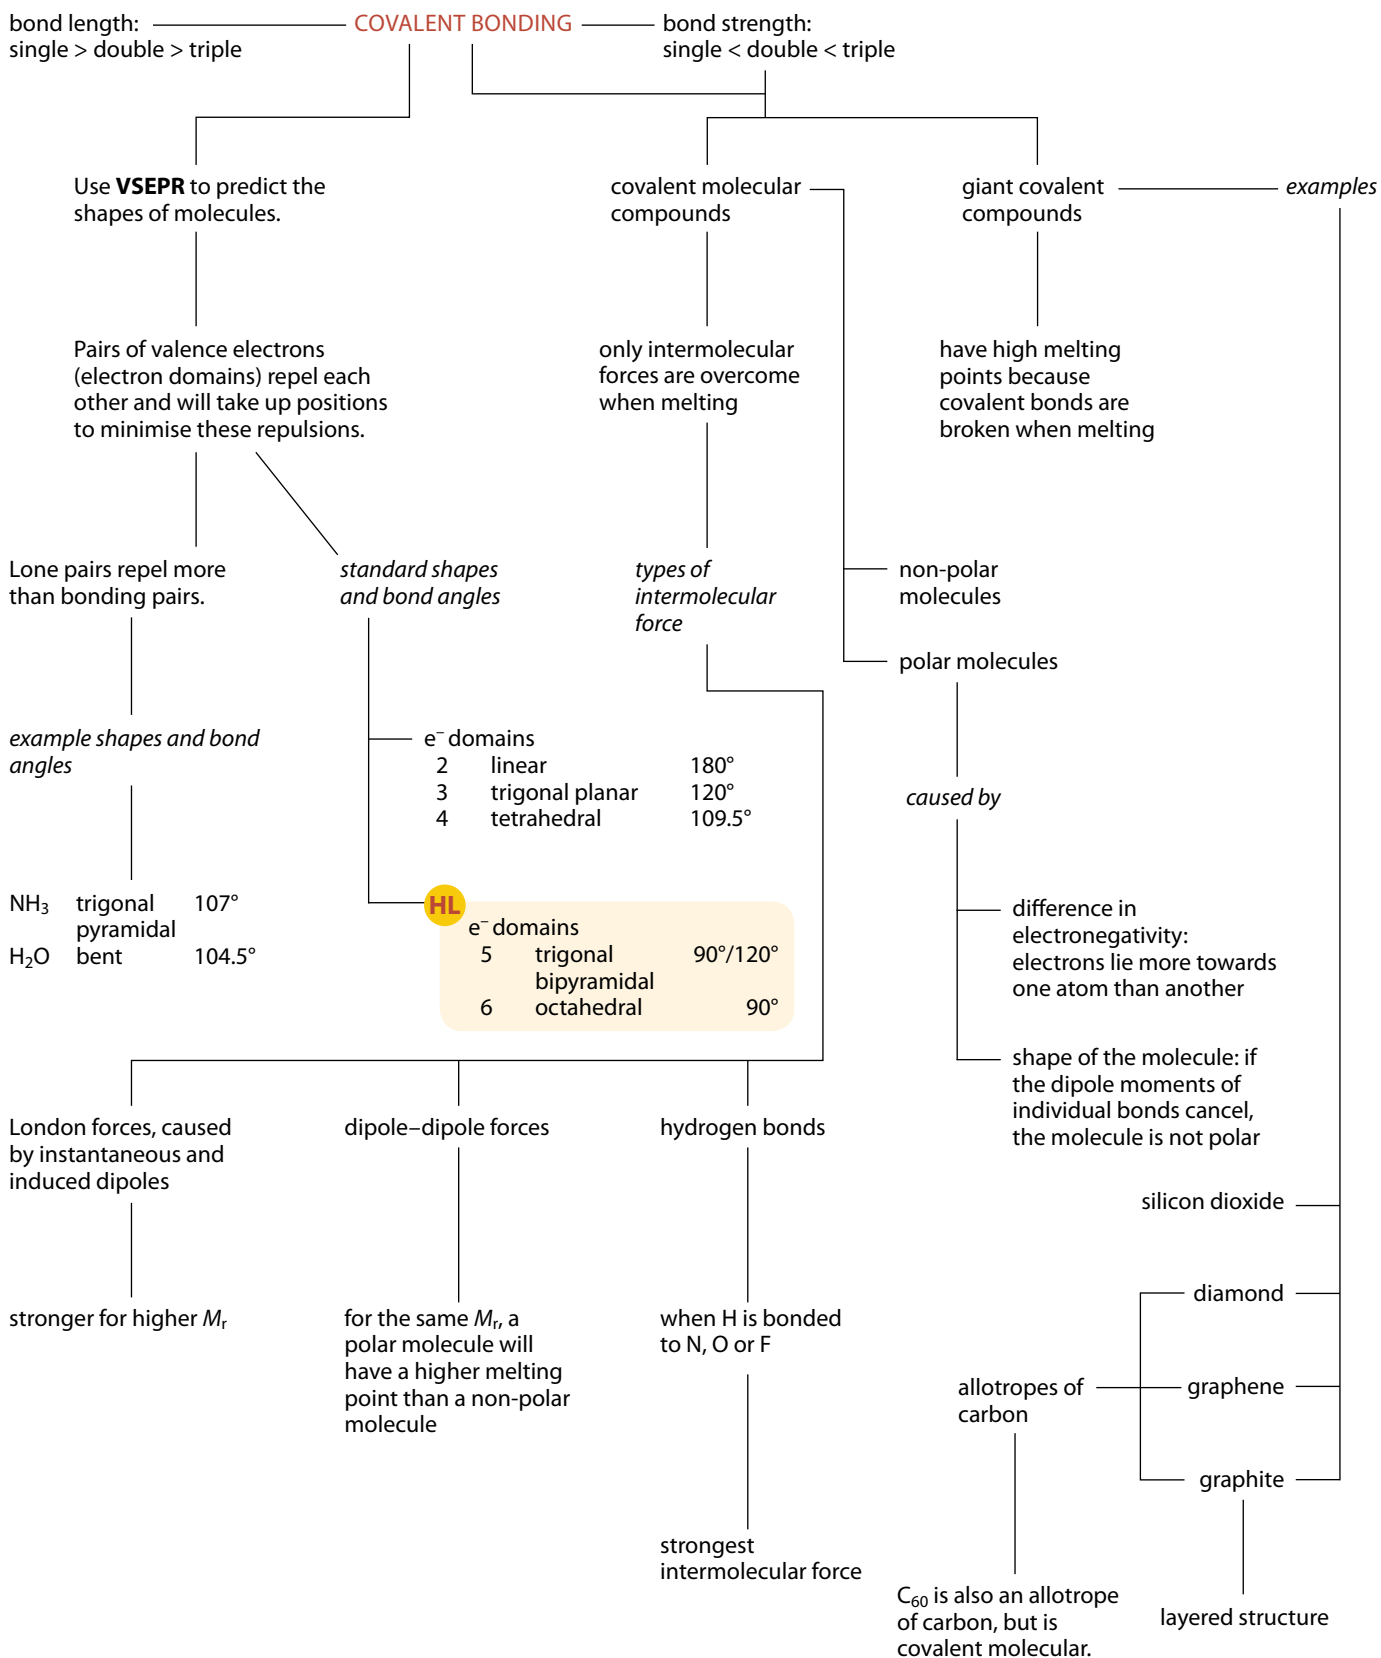 bond length:
single > double > triple
COVALENT BONDING
bond strength:
single < double < triple
Use VSEPR to predict the
shapes of molecules.
covalent molecular
compounds
giant covalent
compounds
examples
Pairs of valence electrons
(electron domains) repel each
other and will take up positions
to minimise these repulsions.
only intermolecular
forces are overcome
when melting
have high melting
points because
covalent bonds are
broken when melting
Lone pairs repel more
than bonding pairs.
standard shapes
and bond angles
types of
intermolecular
force
non-polar
molecules
polar molecules
example shapes and bond
angles
e⁻ domains
2 linear 180°
3 trigonal planar 120°
4 tetrahedral 109.5°
caused by
NH₃ trigonal 107°
pyramidal
H₂O bent 104.5°
HL
e⁻ domains
5 trigonal 90°/120°
bipyramidal
6 octahedral 90°
difference in
electronegativity:
electrons lie more towards
one atom than another
shape of the molecule: if
the dipole moments of
individual bonds cancel,
the molecule is not polar
London forces, caused
by instantaneous and
induced dipoles
dipole–dipole forces
hydrogen bonds
silicon dioxide
diamond
stronger for higher Mᵣ
for the same Mᵣ, a
polar molecule will
have a higher melting
point than a non-polar
molecule
when H is bonded
to N, O or F
allotropes of
carbon
graphene
graphite
strongest
intermolecular force
C₆₀ is also an allotrope
of carbon, but is
covalent molecular.
layered structure